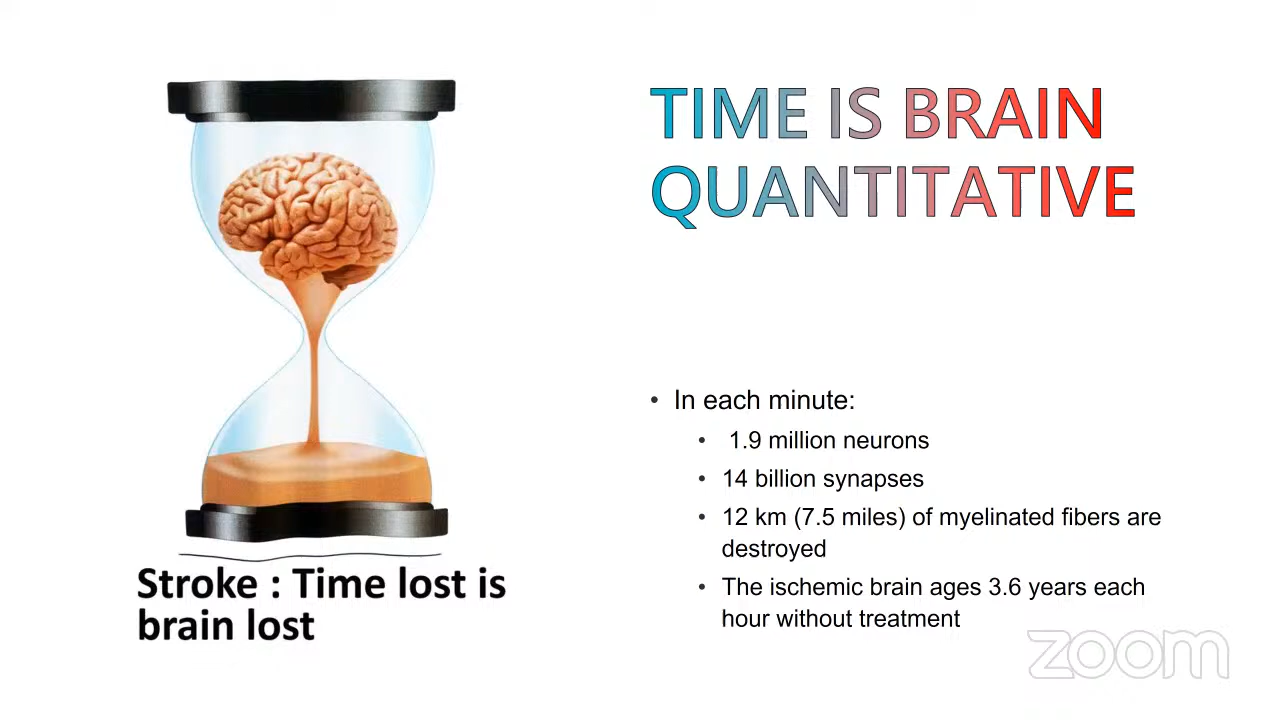 TIME IS BRAIN
QUANTITATIVE
• In each minute:
• 1.9 million neurons
• 14 billion synapses
• 12 km (7.5 miles) of myelinated fibers are
destroyed
• The ischemic brain ages 3.6 years each
hour without treatment
Stroke : Time lost is
brain lost
zoom